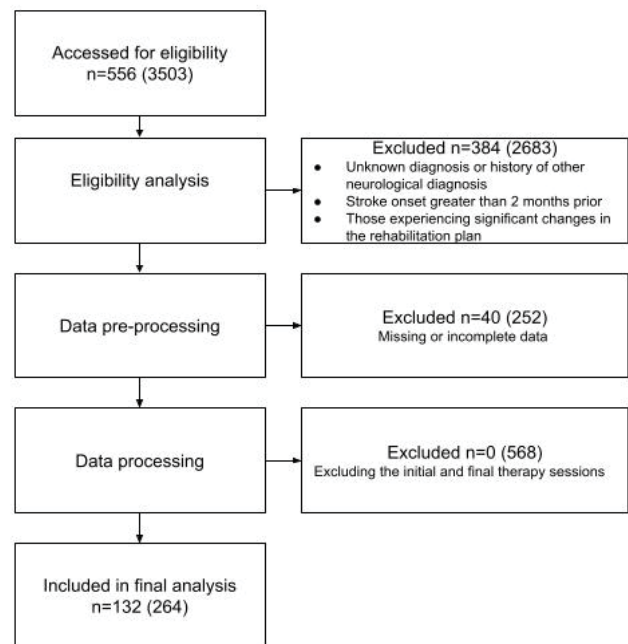 Accessed for eligibility
n=556 (3503)
Eligibility analysis
Excluded n=384 (2683)
● Unknown diagnosis or history of other
neurological diagnosis
● Stroke onset greater than 2 months prior
● Those experiencing significant changes in
the rehabilitation plan
Data pre-processing
Excluded n=40 (252)
Missing or incomplete data
Data processing
Excluded n=0 (568)
Excluding the initial and final therapy sessions
Included in final analysis
n=132 (264)